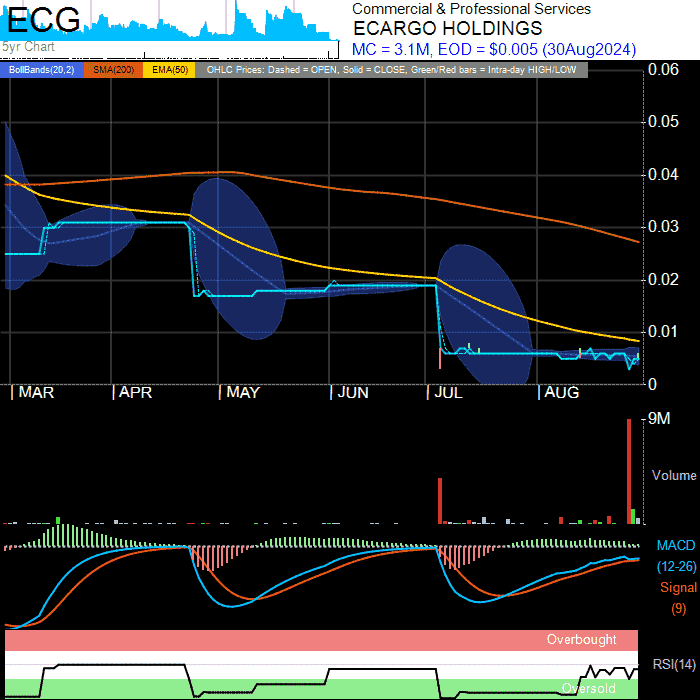 ECG
5yr Chart
Commercial & Professional Services
ECARGO HOLDINGS
MC = 3.1M, EOD = $0.005 (30Aug2024)
BollBands(20,2) SMA(200) EMA(50) OHLC Prices: Dashed = OPEN, Solid = CLOSE, Green/Red bars = Intra-day HIGH/LOW
0.06
0.05
0.04
0.03
0.02
0.01
0
MAR APR MAY JUN JUL AUG
9M
Volume
MACD
(12-26)
Signal
(9)
Overbought
RSI(14)
Oversold